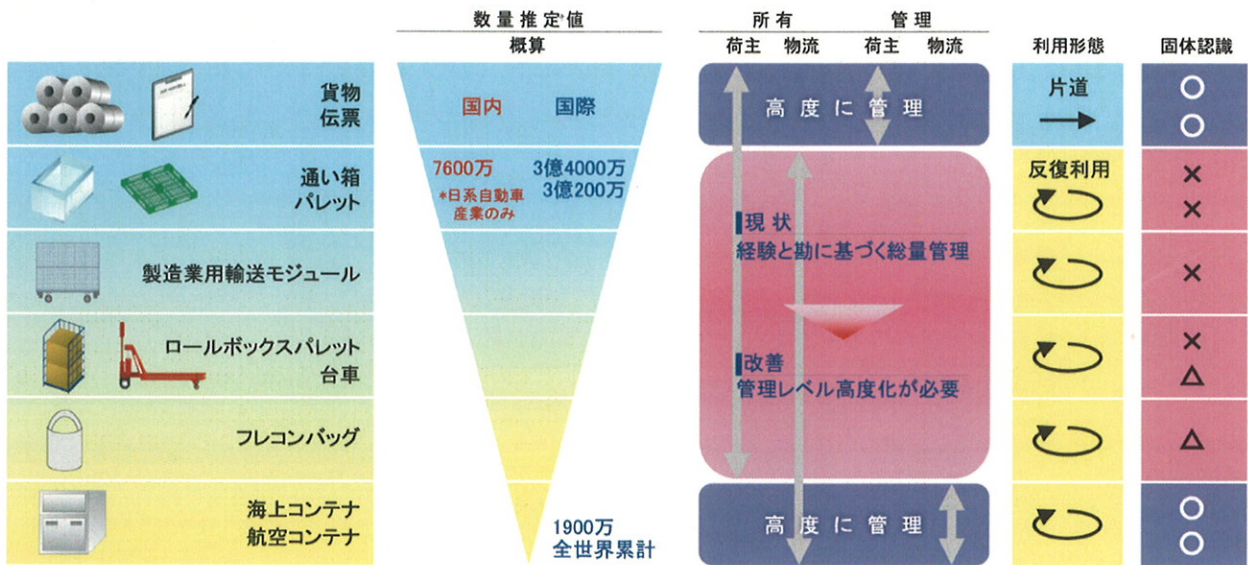 数量推定値
概算
所有
管理
荷主 物流 荷主 物流
利用形態
固体認識
貨物
伝票
国内
国際
高度に管理
片道
○
○
通い箱
パレット
7600万
*日系自動車
産業のみ
3億4000万
3億200万
反復利用
×
×
現状
経験と勘に基づく総量管理
製造業用輸送モジュール
×
ロールボックスパレット
台車
改善
管理レベル高度化が必要
×
△
フレコンバッグ
△
海上コンテナ
航空コンテナ
1900万
全世界累計
高度に管理
○
○